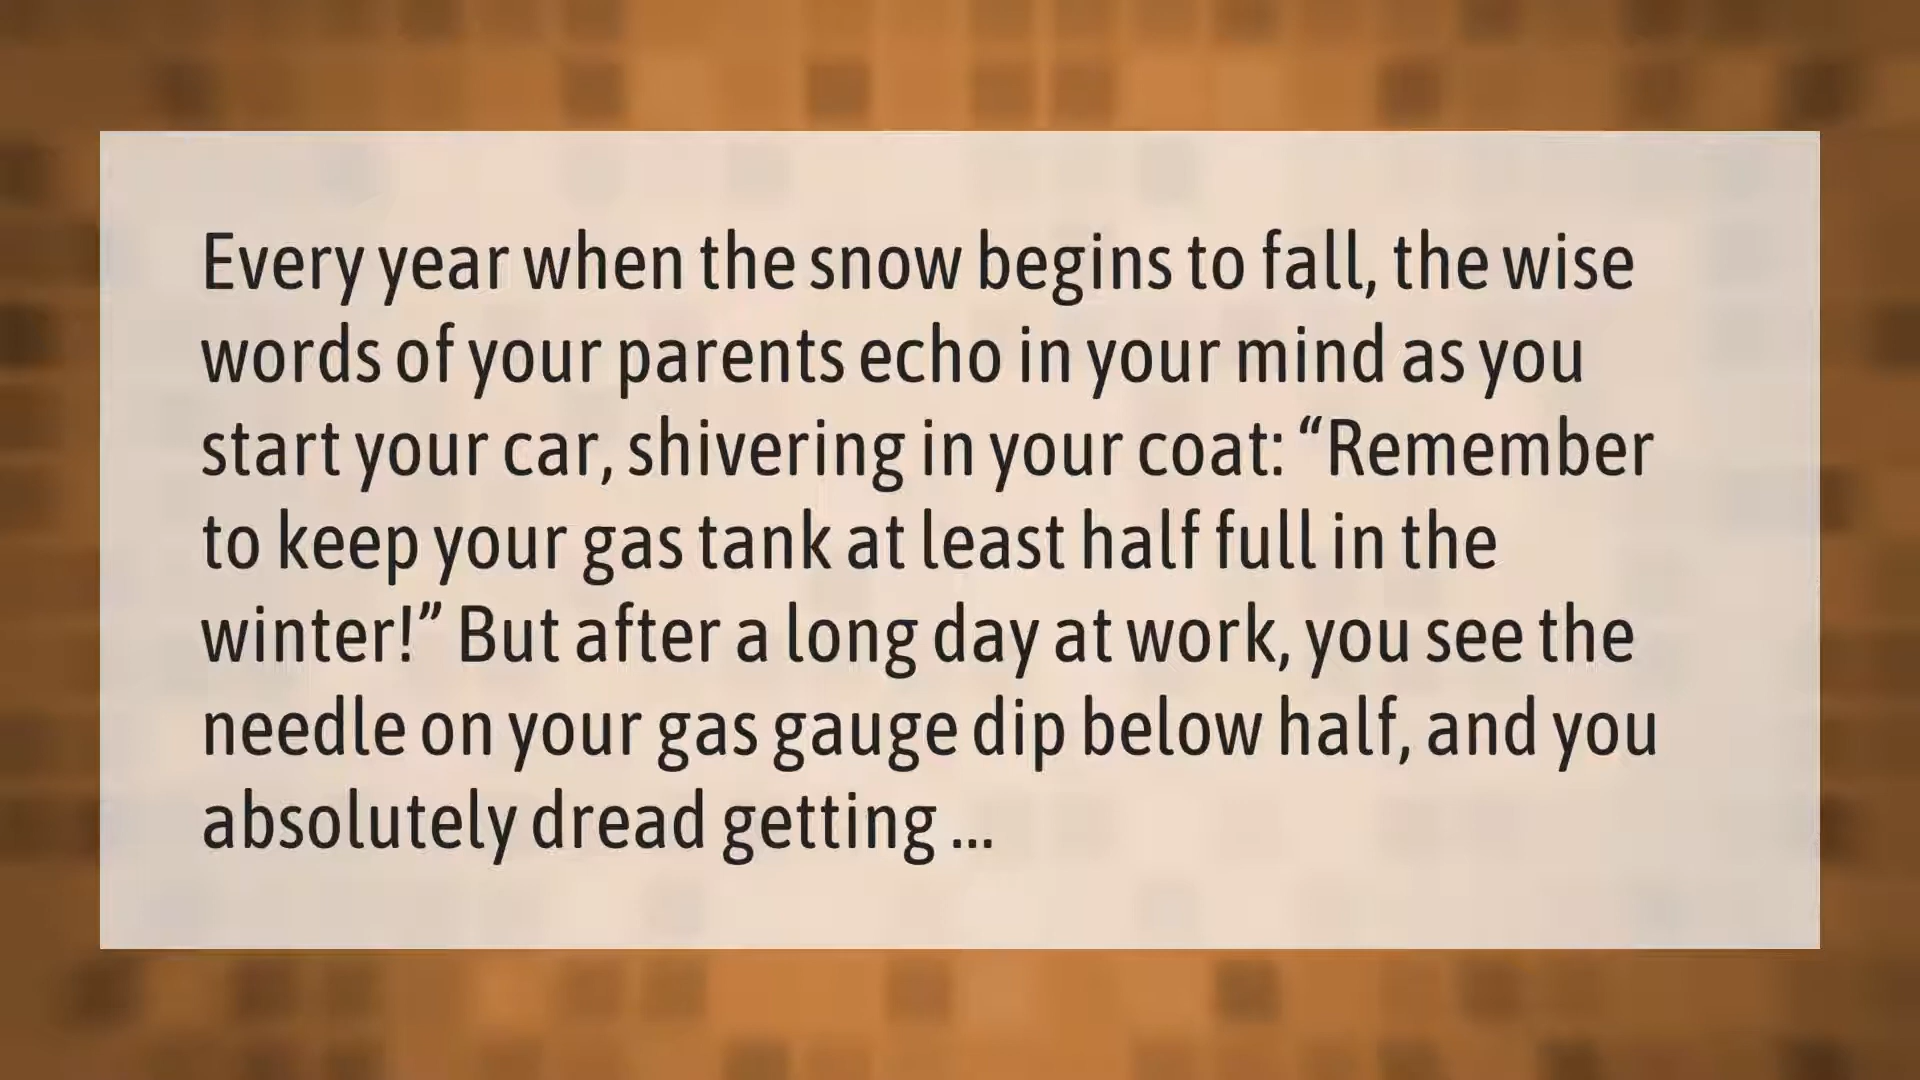 Every year when the snow begins to fall, the wise
words of your parents echo in your mind as you
start your car, shivering in your coat: “Remember
to keep your gas tank at least half full in the
winter!” But after a long day at work, you see the
needle on your gas gauge dip below half, and you
absolutely dread getting ...